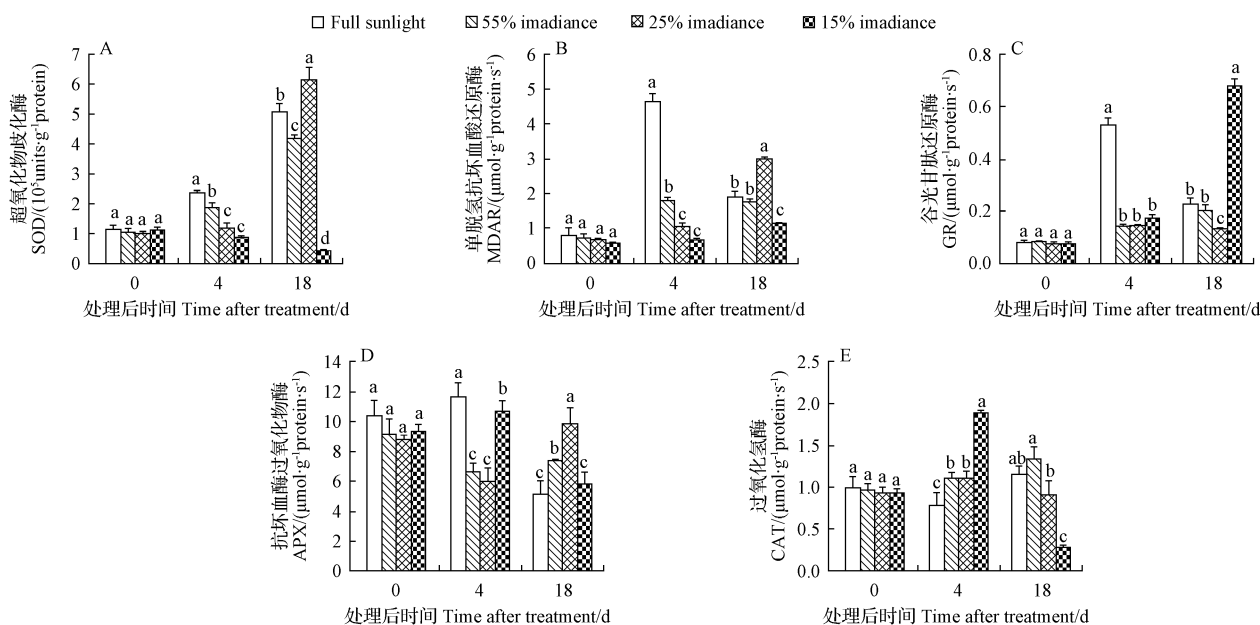 Full sunlight 55% imadiance 25% imadiance 15% imadiance
A
超氧化物歧化酶
SOD/(10⁵units·g⁻¹protein)
7
6
5
4
3
2
1
0
a a a a
a b c c
b c a d
0 4 18
处理后时间 Time after treatment/d
B
单脱氢抗坏血酸还原酶
MDAR/(μmol·g⁻¹protein·s⁻¹)
6
5
4
3
2
1
0
a a a a
a b c c
b b a c
0 4 18
处理后时间 Time after treatment/d
C
谷光甘肽还原酶
GR/(μmol·g⁻¹protein·s⁻¹)
0.8
0.6
0.4
0.2
0.0
a a a a
a b b b
b b c a
0 4 18
处理后时间 Time after treatment/d
D
抗坏血酶过氧化物酶
APX/(μmol·g⁻¹protein·s⁻¹)
14
12
10
8
6
4
2
0
a a a a
a c c b
c b a c
0 4 18
处理后时间 Time after treatment/d
E
过氧化氢酶
CAT/(μmol·g⁻¹protein·s⁻¹)
2.5
2.0
1.5
1.0
0.5
0.0
a a a a
c b b a
ab a b c
0 4 18
处理后时间 Time after treatment/d